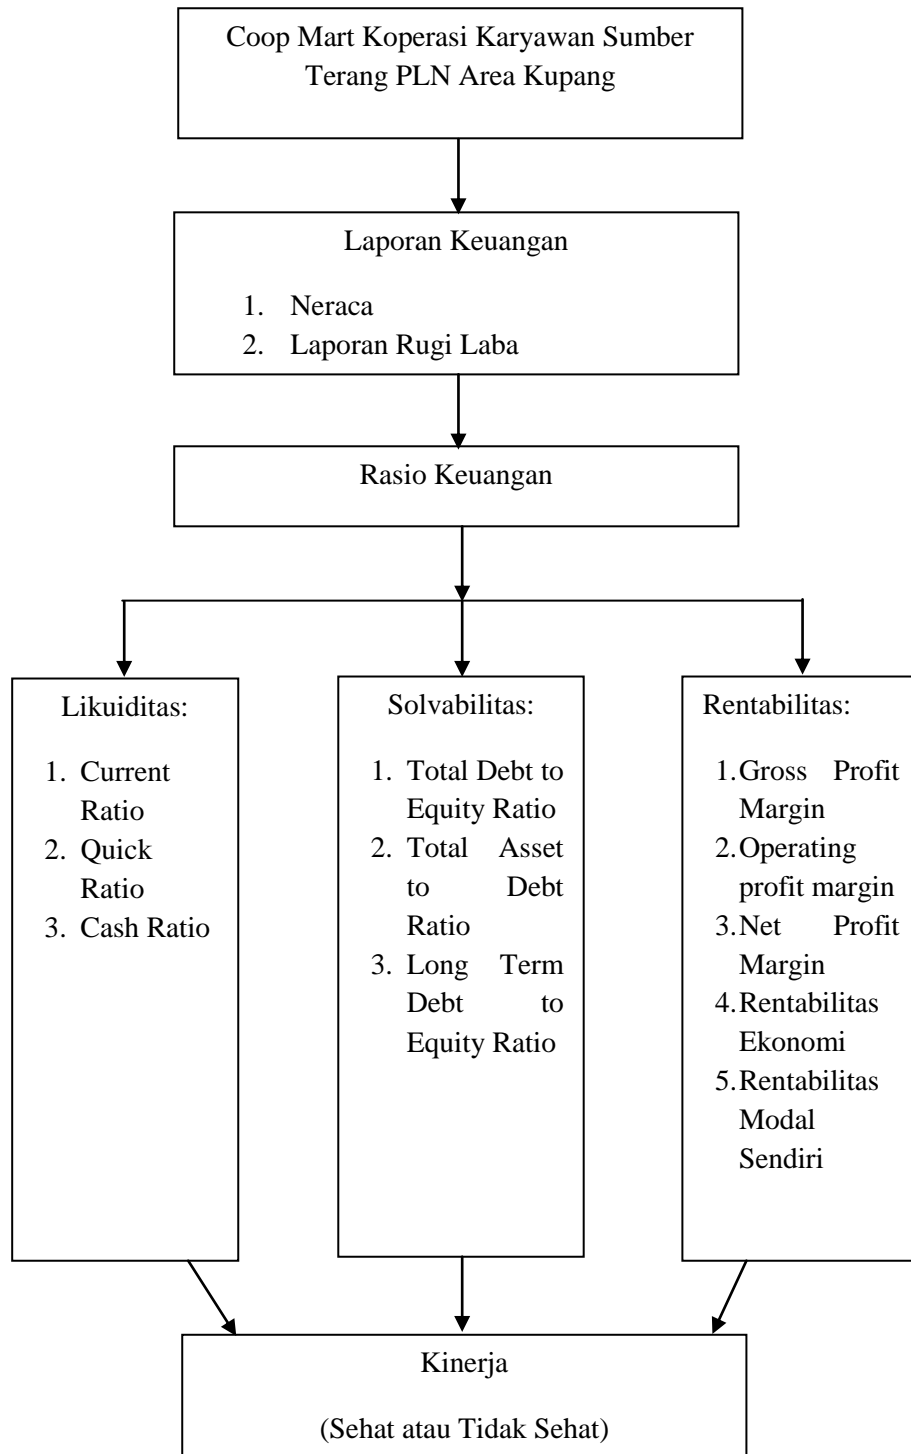 Coop Mart Koperasi Karyawan Sumber
Terang PLN Area Kupang
Laporan Keuangan
1. Neraca
2. Laporan Rugi Laba
Rasio Keuangan
Likuiditas:
1. Current
Ratio
2. Quick
Ratio
3. Cash Ratio
Solvabilitas:
1. Total Debt to
Equity Ratio
2. Total Asset
to Debt
Ratio
3. Long Term
Debt to
Equity Ratio
Rentabilitas:
1. Gross Profit
Margin
2. Operating
profit margin
3. Net Profit
Margin
4. Rentabilitas
Ekonomi
5. Rentabilitas
Modal
Sendiri
Kinerja
(Sehat atau Tidak Sehat)